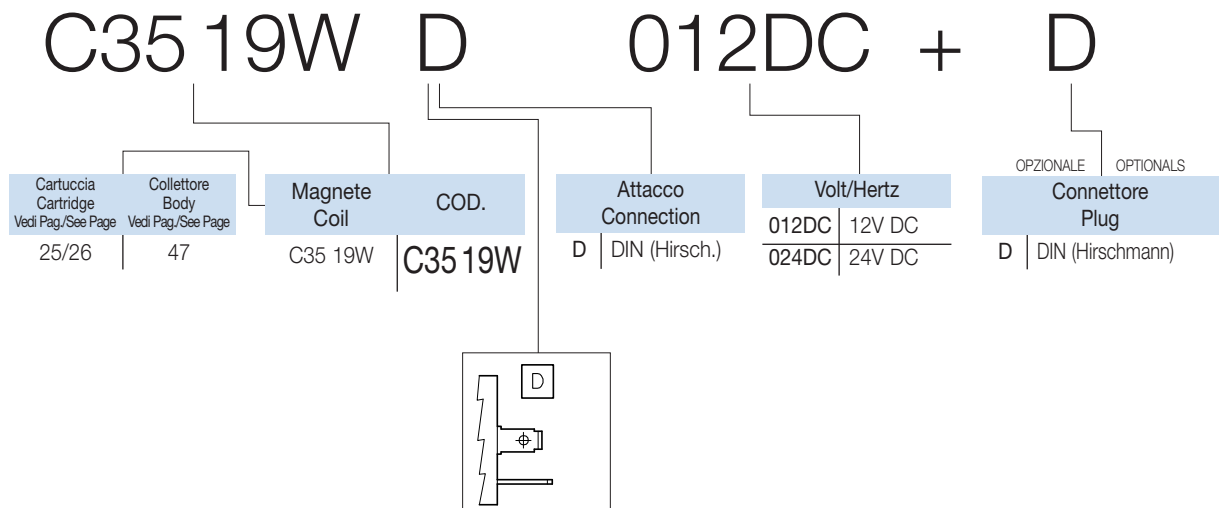 C35 19W D 012DC + D
OPZIONALE OPTIONALS
Cartuccia
Cartridge
Vedi Pag./See Page
25/26
Collettore
Body
Vedi Pag./See Page
47
Magnete
Coil
C35 19W
COD.
C35 19W
Attacco
Connection
D DIN (Hirsch.)
Volt/Hertz
012DC 12V DC
024DC 24V DC
Connettore
Plug
D DIN (Hirschmann)
D